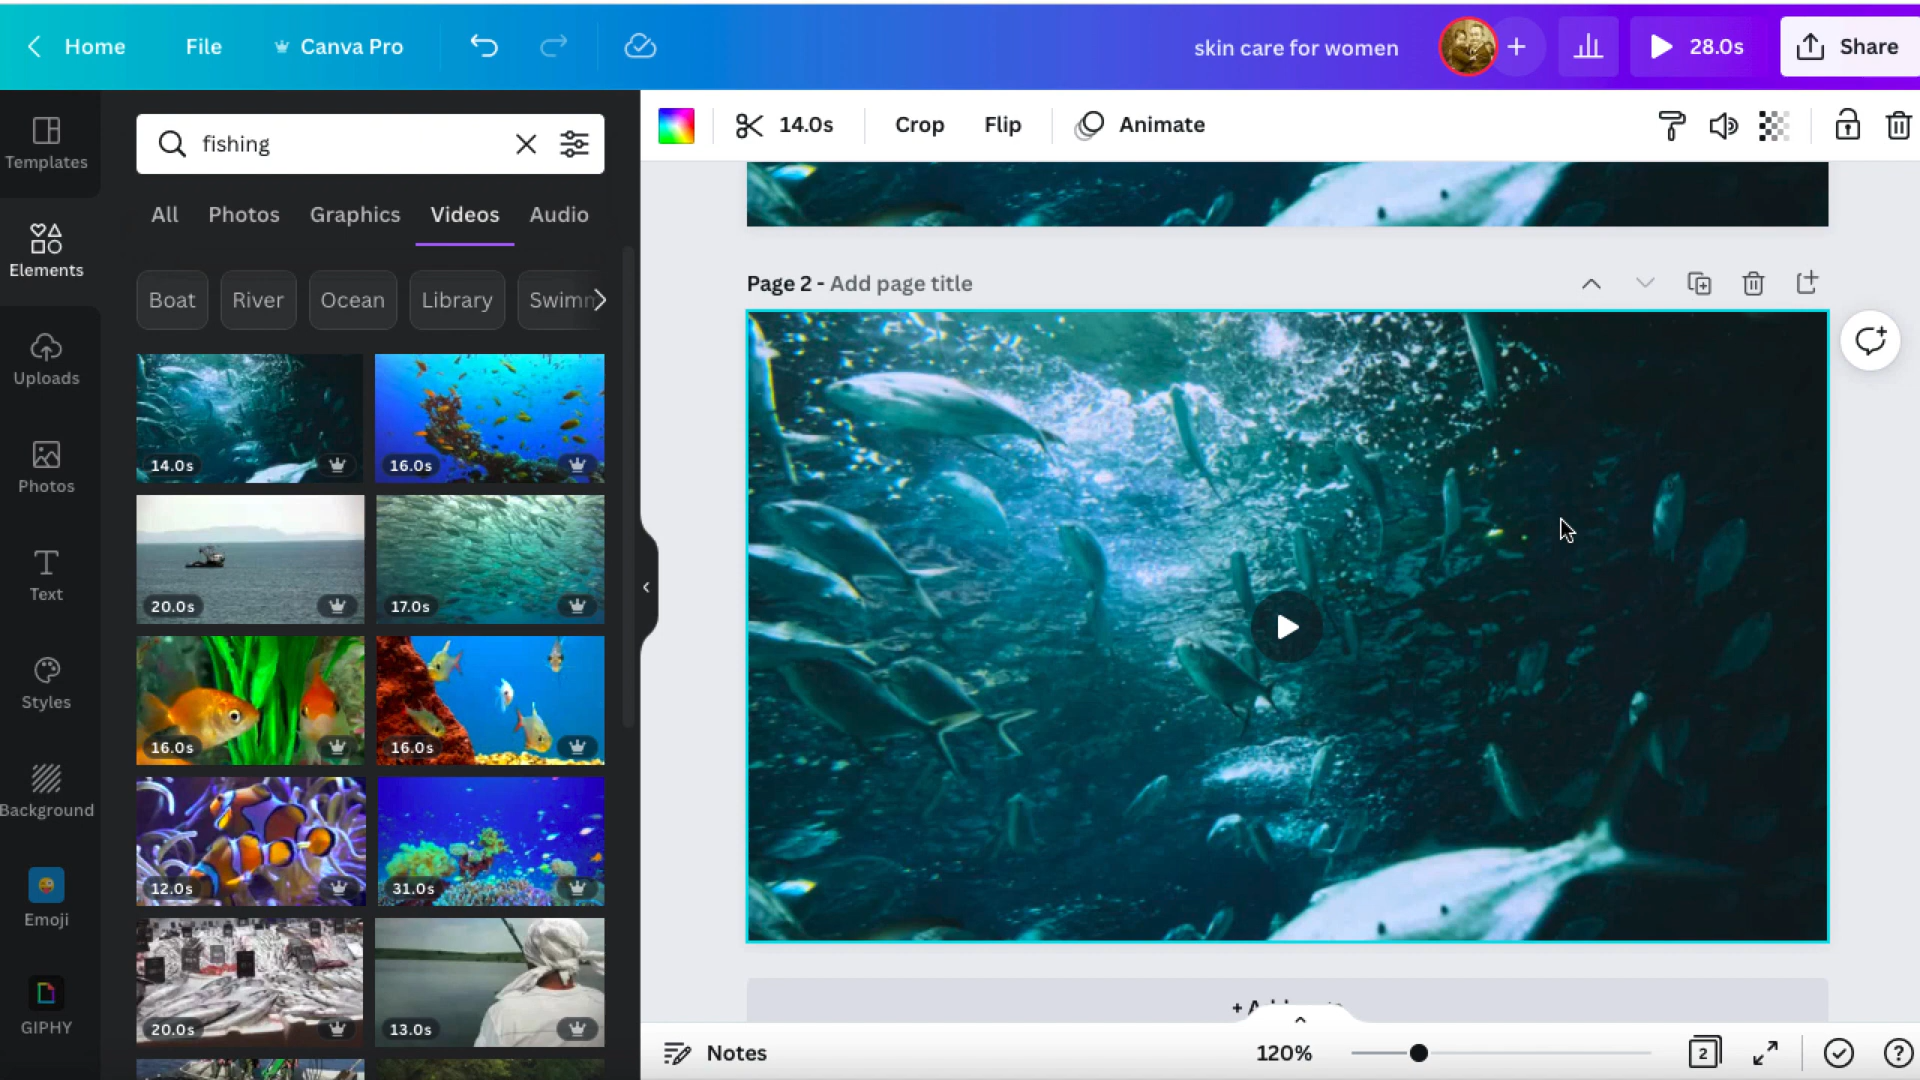 Home
File
Canva Pro
skin care for women
28.0s
Share
Templates
Elements
Uploads
Photos
Text
Styles
Background
Emoji
GIPHY
fishing
All
Photos
Graphics
Videos
Audio
Boat
River
Ocean
Library
Swimm
14.0s
16.0s
20.0s
17.0s
16.0s
16.0s
12.0s
31.0s
20.0s
13.0s
14.0s
Crop
Flip
Animate
Page 2 - Add page title
Notes
120%
2
?